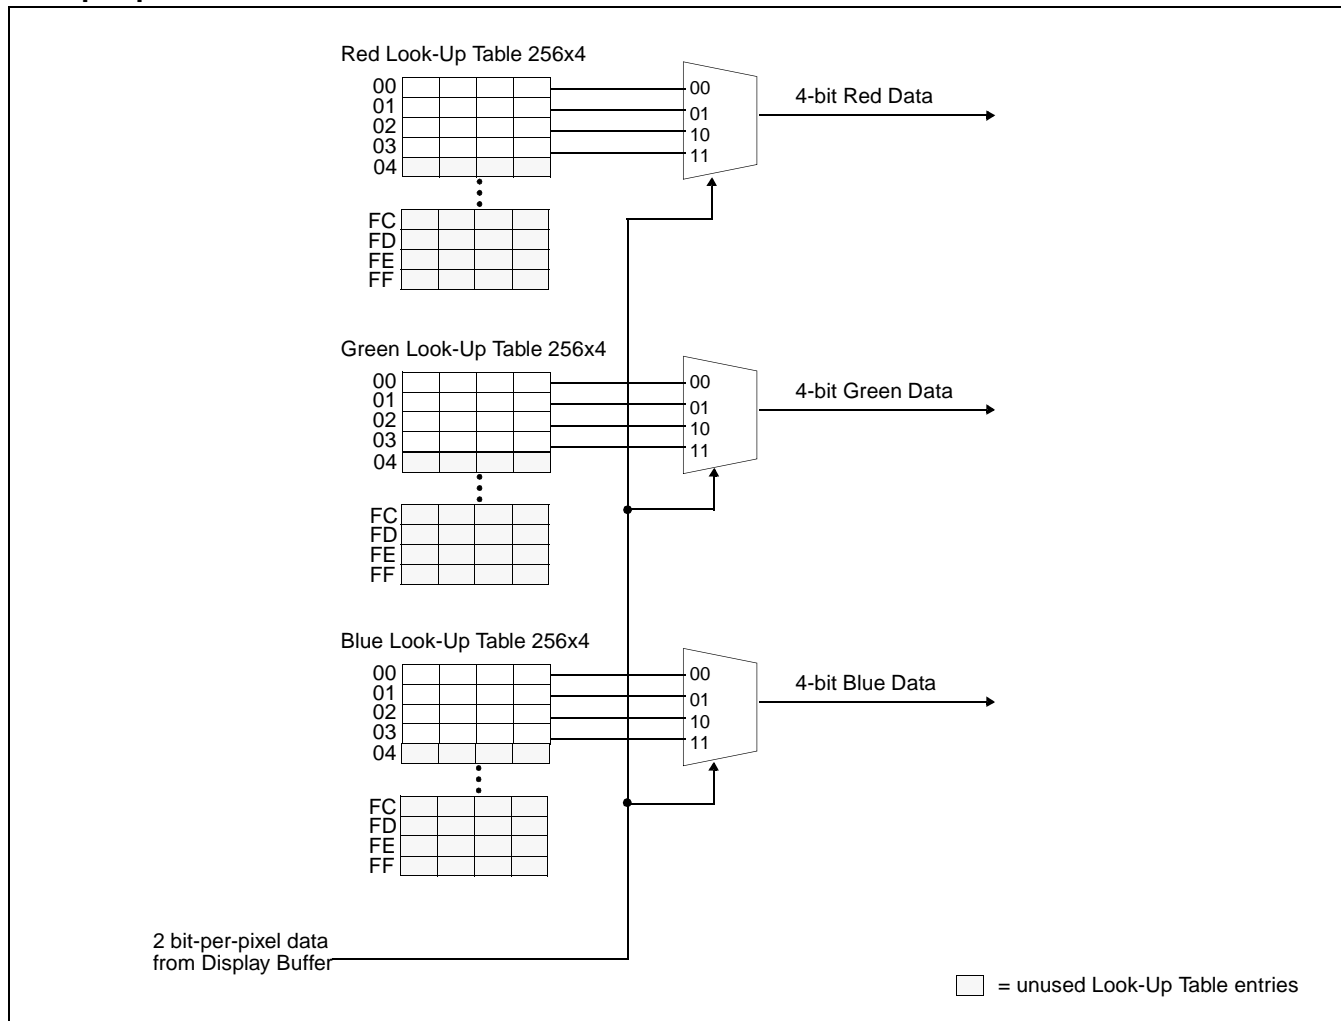 Red Look-Up Table 256x4
00
01
02
03
04
FC
FD
FE
FF
00
01
10
11
4-bit Red Data
Green Look-Up Table 256x4
00
01
02
03
04
FC
FD
FE
FF
00
01
10
11
4-bit Green Data
Blue Look-Up Table 256x4
00
01
02
03
04
FC
FD
FE
FF
00
01
10
11
4-bit Blue Data
2 bit-per-pixel data
from Display Buffer
= unused Look-Up Table entries